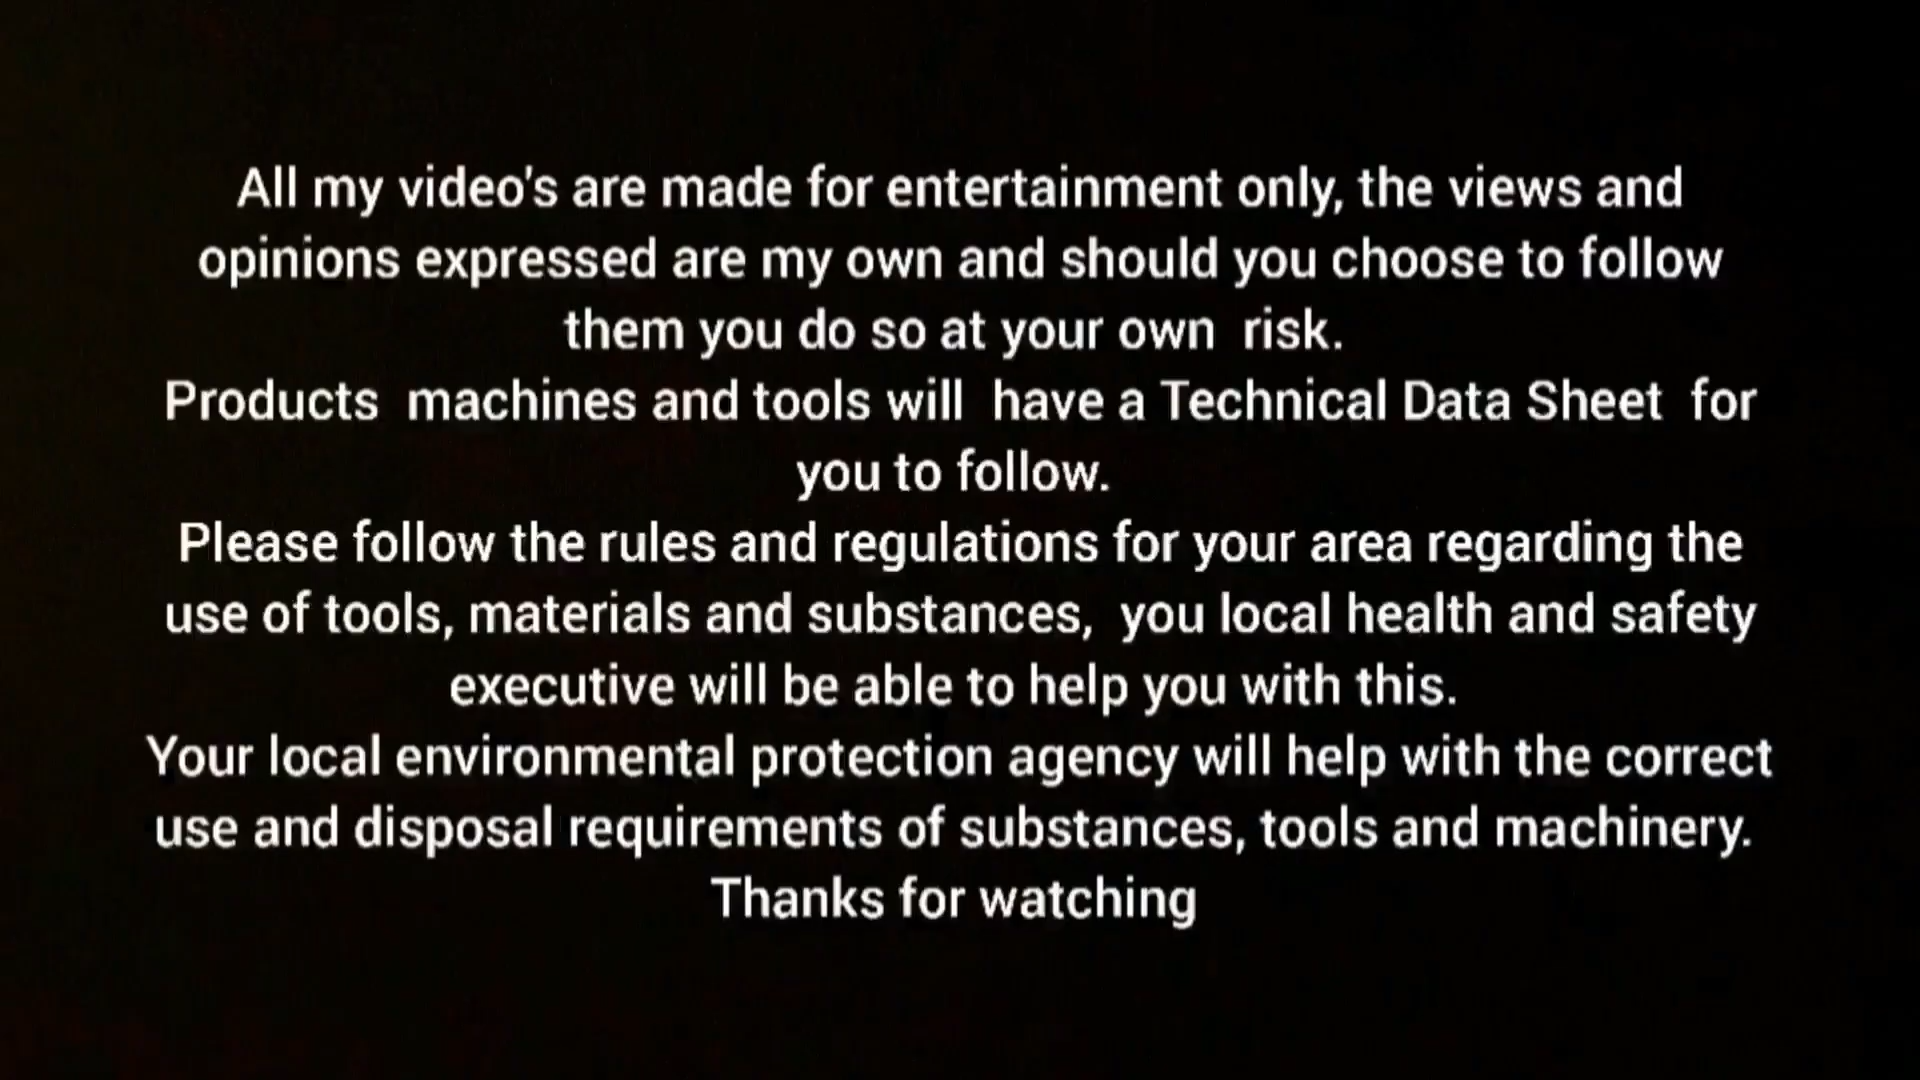 All my video's are made for entertainment only, the views and
opinions expressed are my own and should you choose to follow
them you do so at your own  risk.
Products  machines and tools will  have a Technical Data Sheet  for
you to follow.
Please follow the rules and regulations for your area regarding the
use of tools, materials and substances,  you local health and safety
executive will be able to help you with this.
Your local environmental protection agency will help with the correct
use and disposal requirements of substances, tools and machinery.
Thanks for watching